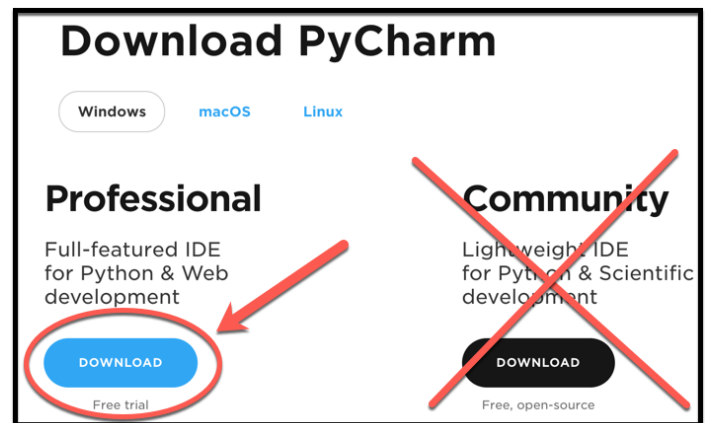 Download PyCharm
Windows macOS Linux
Professional
Full-featured IDE
for Python & Web
development
DOWNLOAD
Free trial
Community
Lightweight IDE
for Python & Scientific
development
DOWNLOAD
Free, open-source